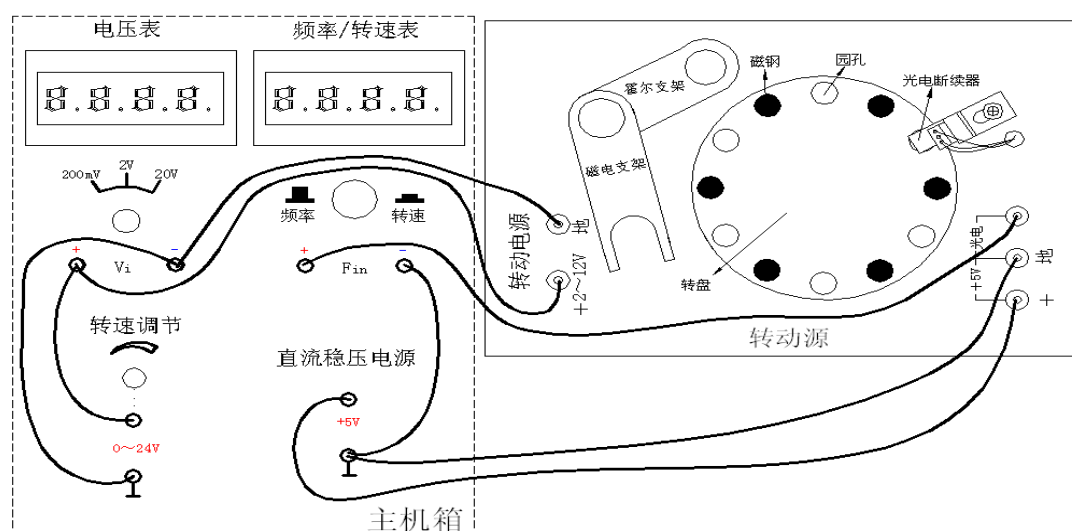 电压表
频率/转速表
8.8.8.8.
8.8.8.8.
200mV
2V
20V
频率
转速
+
Vi
-
+
Fin
-
转速调节
0～24V
直流稳压电源
+5V
主机箱
霍尔支架
磁电支架
磁钢
园孔
光电断续器
转动电源
地
+2～12V
转盘
光电
+5V
地
+
转动源